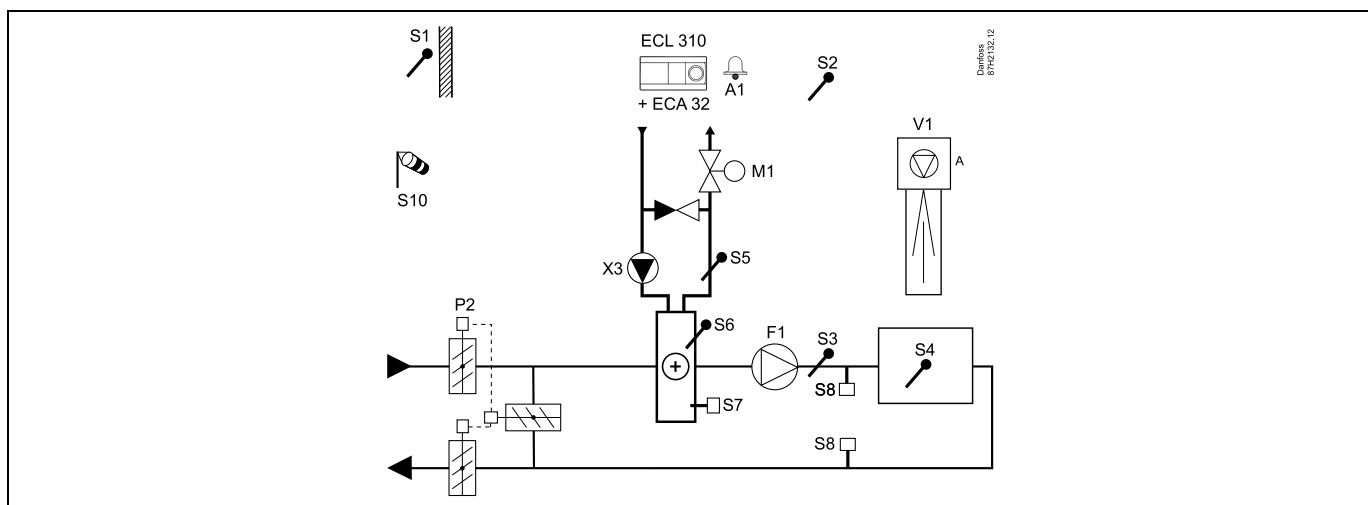 S1
ECL 310
A1
+ ECA 32
S2
Danfoss
87H2132.12
V1
A
M1
S10
X3
S5
P2
S6
F1
S3
S4
S8
S7
S8